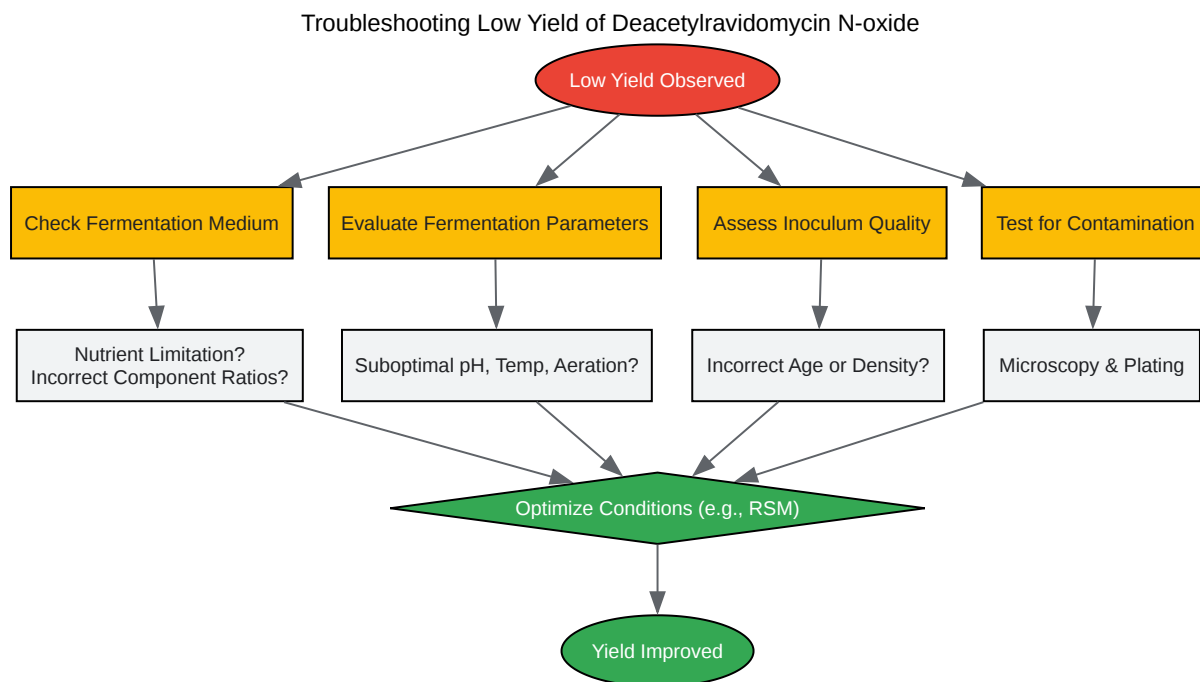 Troubleshooting Low Yield of Deacetylravidomycin N-oxide
Low Yield Observed
Check Fermentation Medium
Evaluate Fermentation Parameters
Assess Inoculum Quality
Test for Contamination
Nutrient Limitation?
Incorrect Component Ratios?
Suboptimal pH, Temp, Aeration?
Incorrect Age or Density?
Microscopy & Plating
Optimize Conditions (e.g., RSM)
Yield Improved